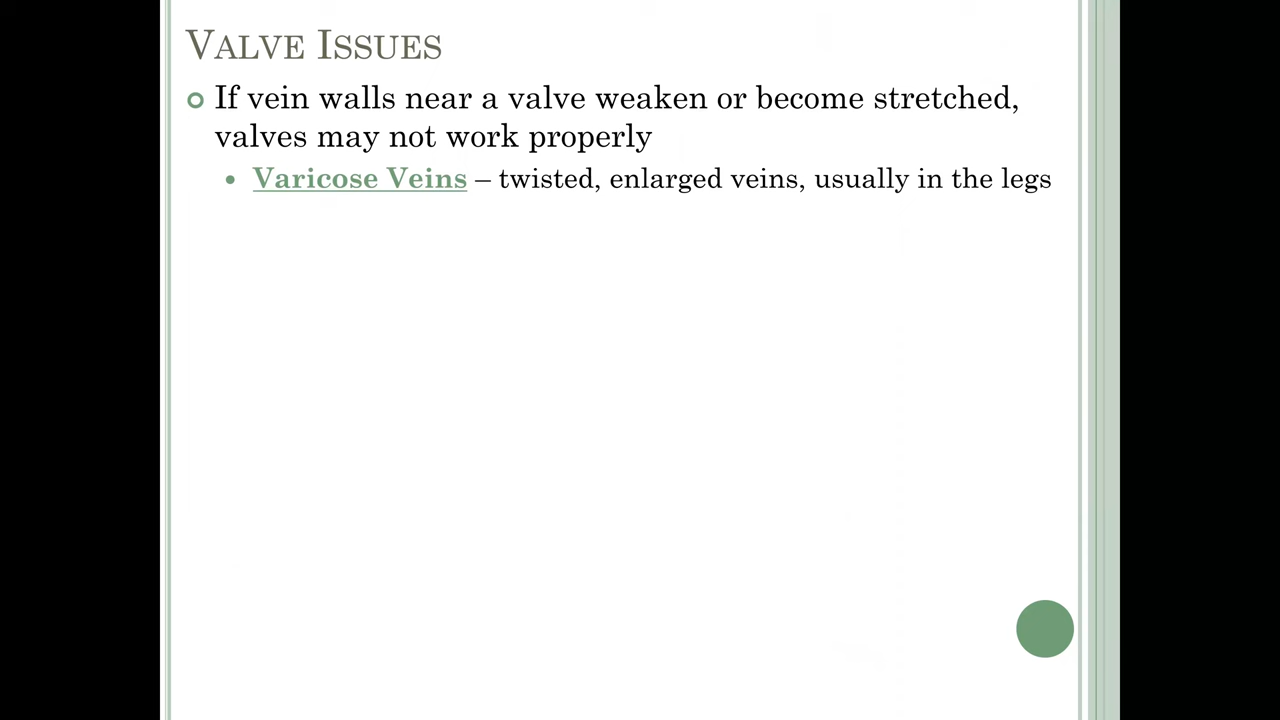 Valve Issues
If vein walls near a valve weaken or become stretched,
valves may not work properly
Varicose Veins – twisted, enlarged veins, usually in the legs